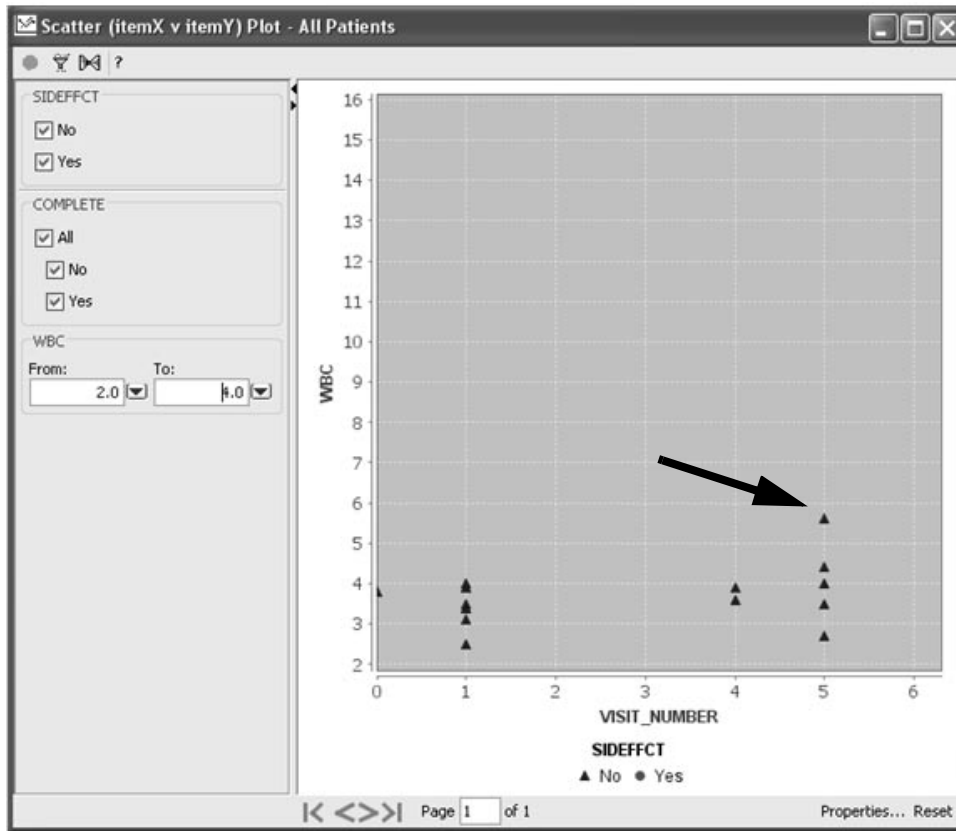 Scatter (itemX v itemY) Plot - All Patients
?
SIDEFFCT
No
Yes
COMPLETE
All
No
Yes
WBC
From: To:
2.0 4.0
16
15
14
13
12
11
10
9
8
7
6
5
4
3
2
WBC
0 1 2 3 4 5 6
VISIT_NUMBER
SIDEFFCT
No Yes
Page 1 of 1 Properties... Reset